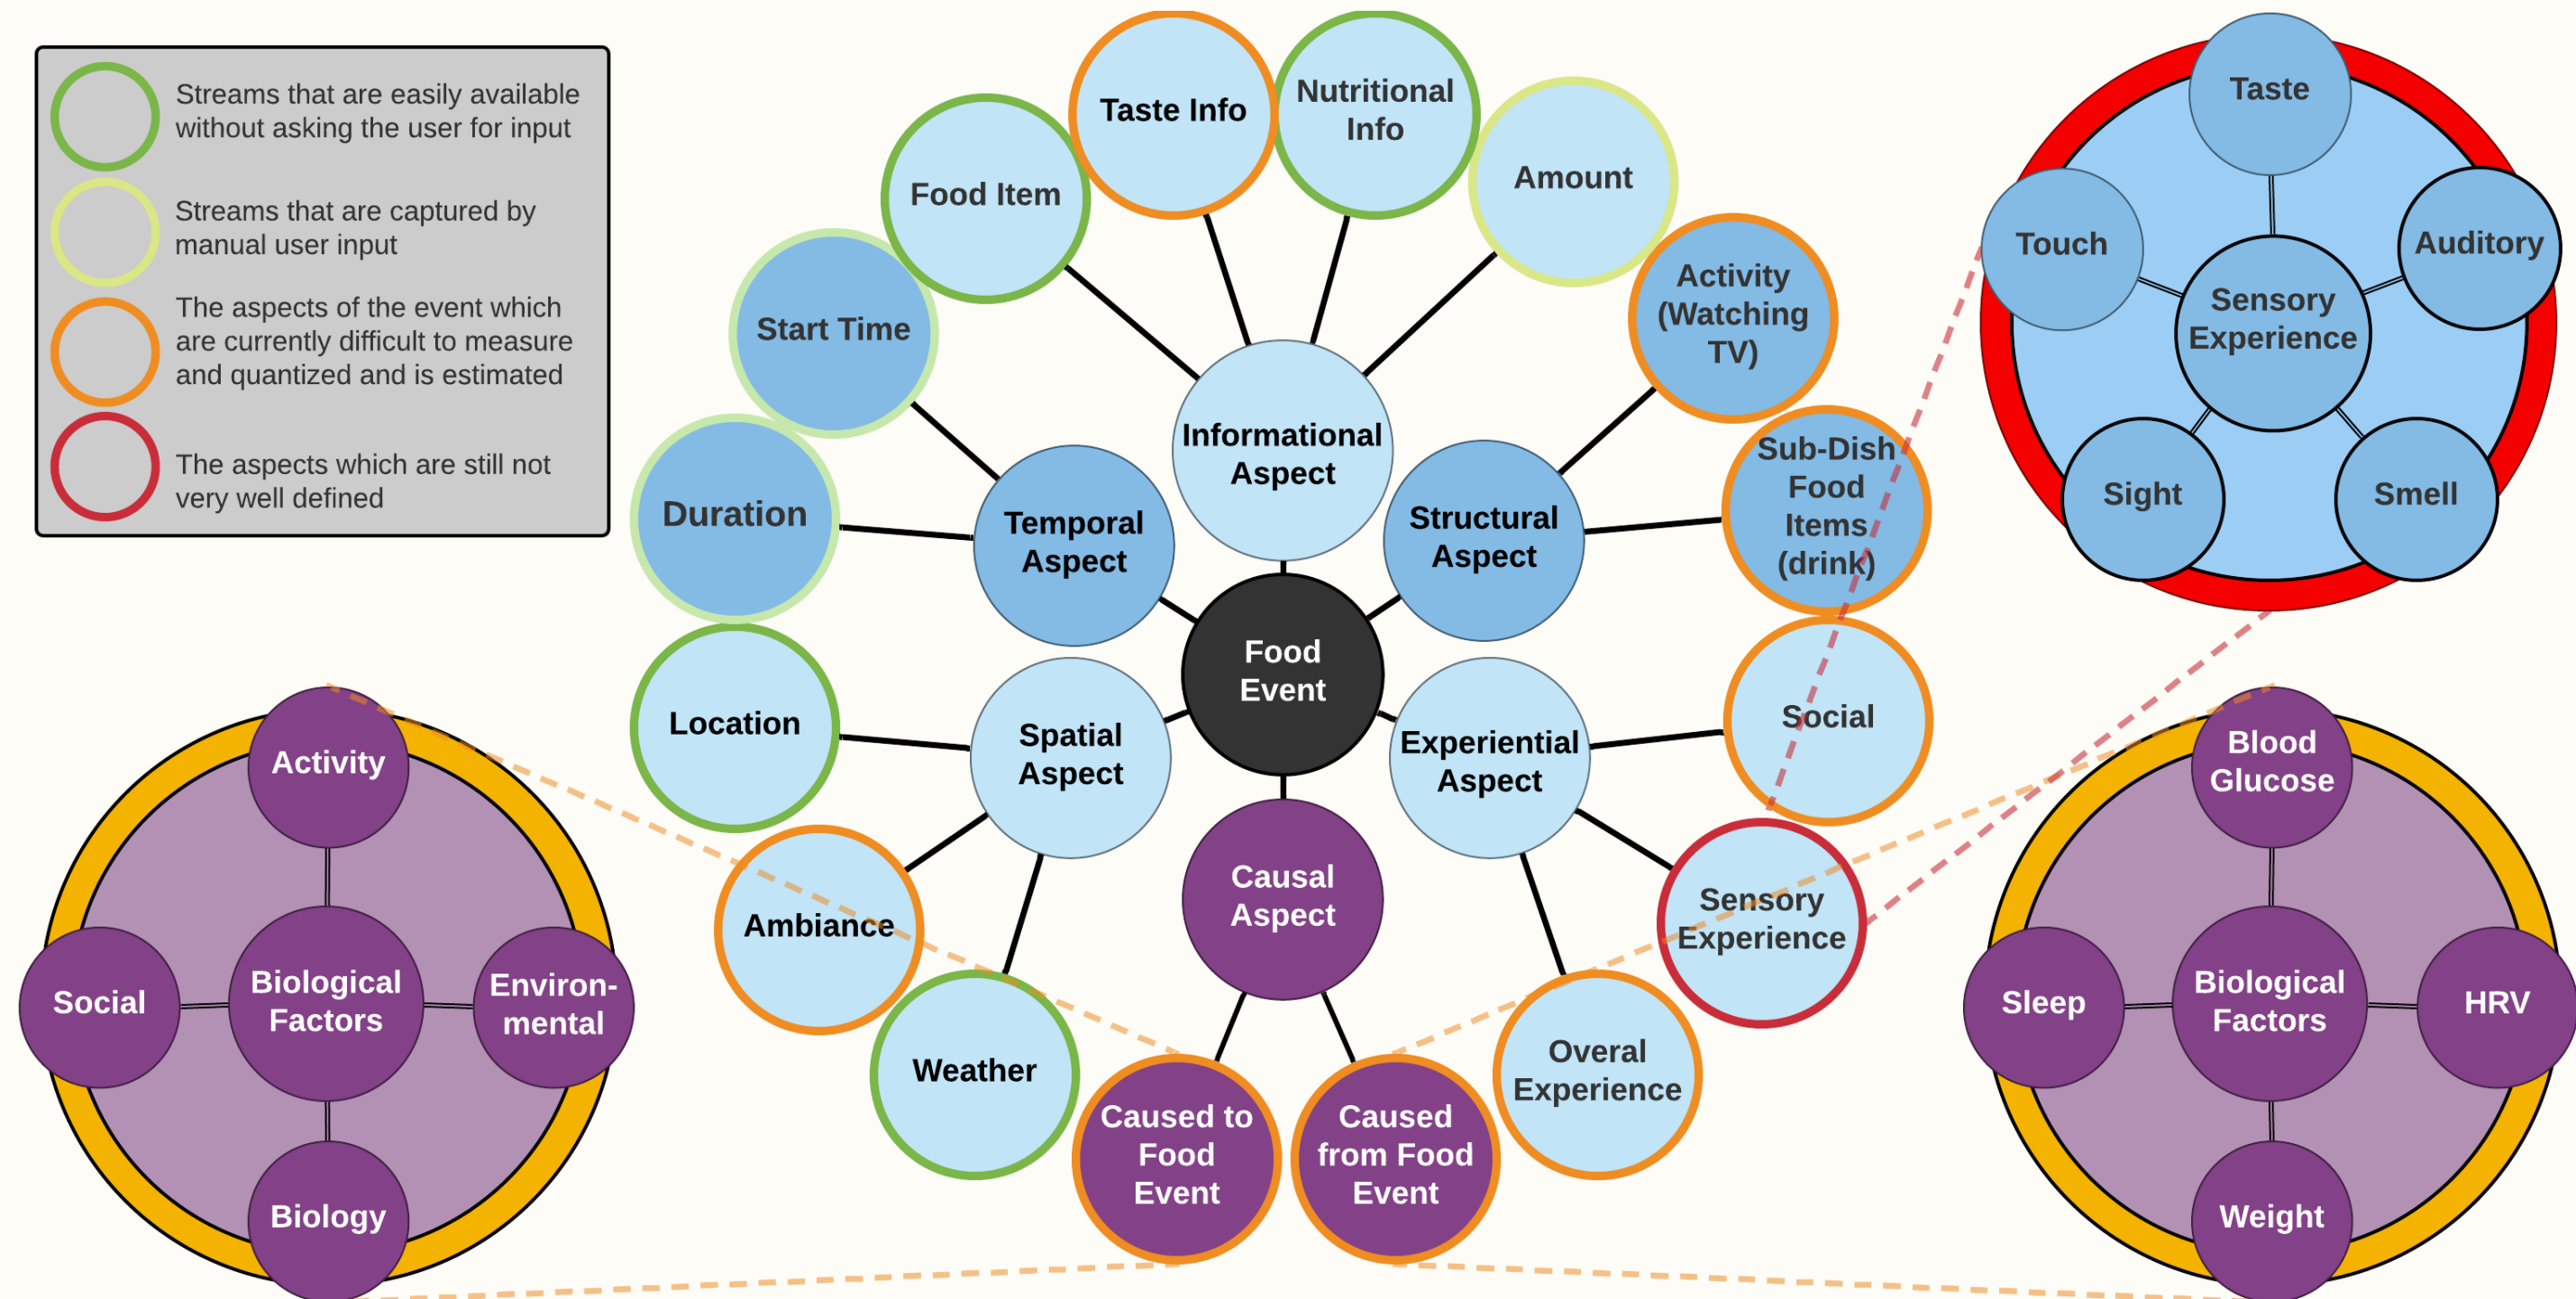 Streams that are easily available
without asking the user for input
Streams that are captured by
manual user input
The aspects of the event which
are currently difficult to measure
and quantized and is estimated
The aspects which are still not
very well defined
Taste Info
Nutritional
Info
Food Item
Amount
Start Time
Activity
(Watching
TV)
Duration
Informational
Aspect
Temporal
Aspect
Structural
Aspect
Sub-Dish
Food
Items
(drink)
Food
Event
Location
Spatial
Aspect
Experiential
Aspect
Social
Ambiance
Causal
Aspect
Sensory
Experience
Weather
Caused to
Food
Event
Caused
from Food
Event
Overal
Experience
Taste
Touch
Auditory
Sensory
Experience
Sight
Smell
Activity
Social
Biological
Factors
Environ-
mental
Biology
Blood
Glucose
Sleep
Biological
Factors
HRV
Weight